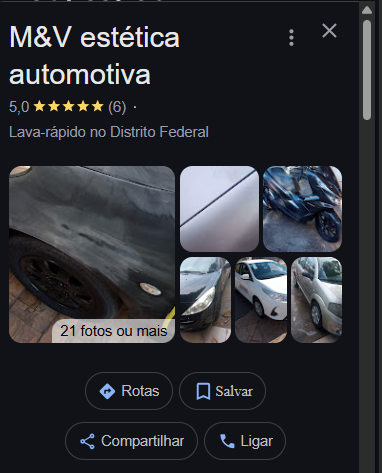 M&V estética
automotiva
5,0 ★★★★★ (6) ·
Lava-rápido no Distrito Federal
21 fotos ou mais
Rotas
Salvar
Compartilhar
Ligar